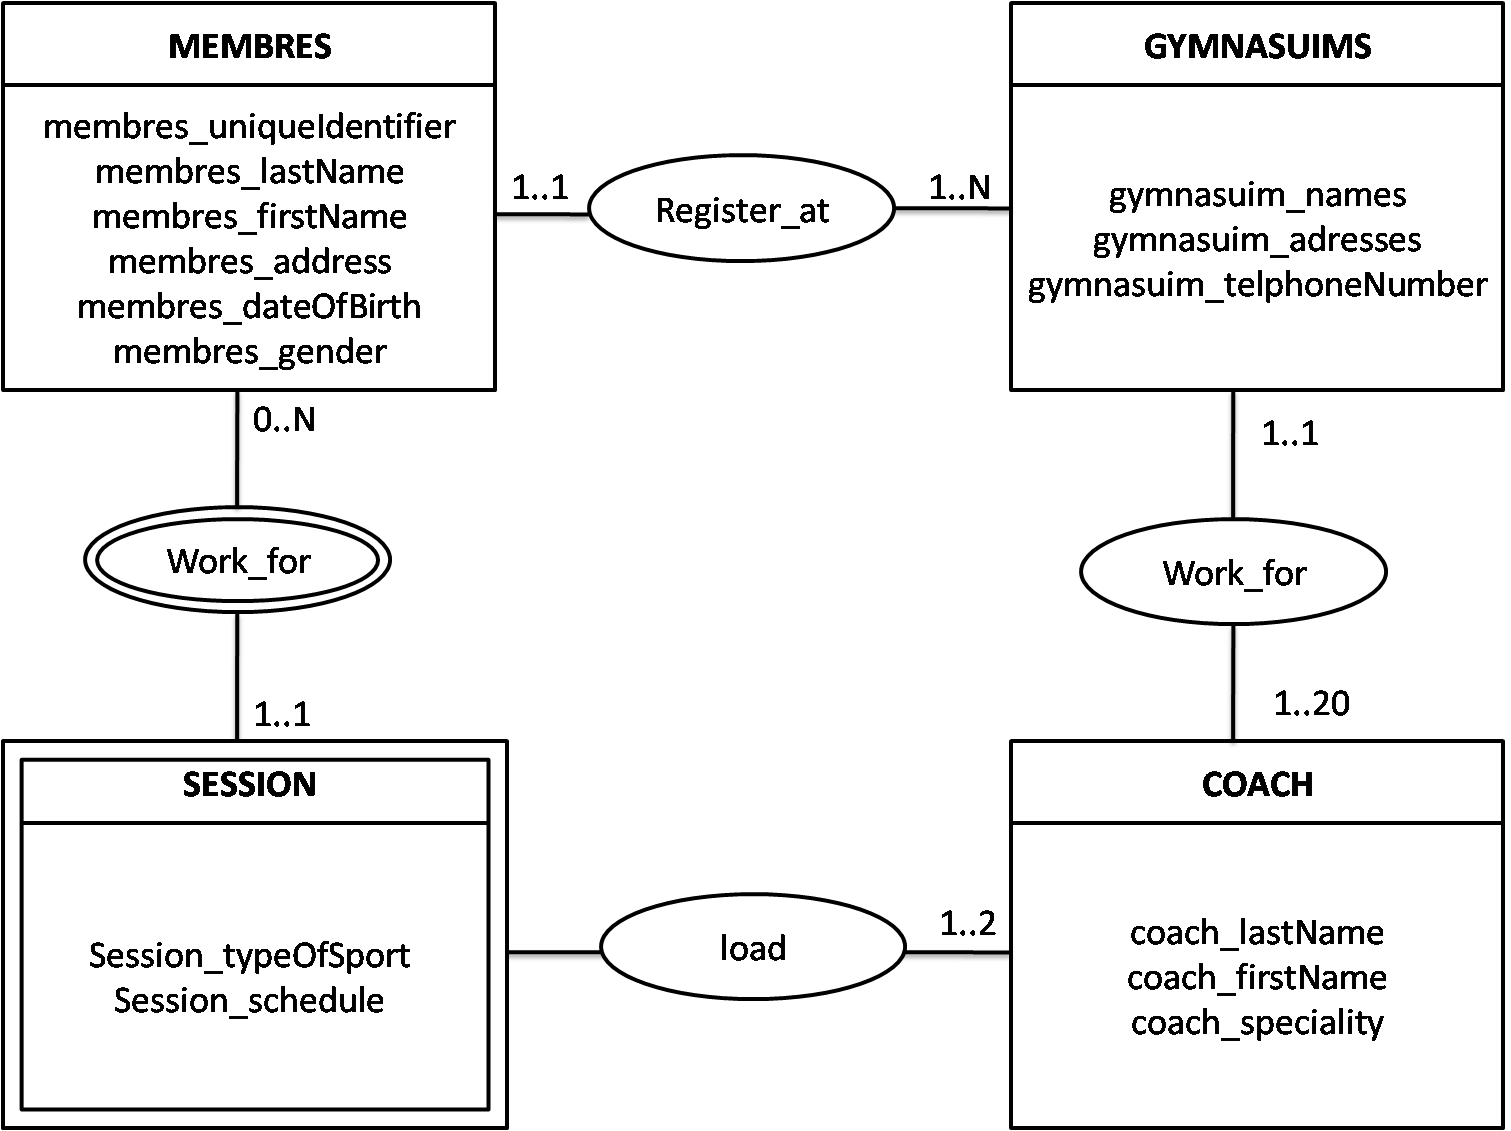 MEMBRES
membres_uniqueIdentifier
membres_lastName
membres_firstName
membres_address
membres_dateOfBirth
membres_gender
1..1
Register_at
1..N
GYMNASUIMS
gymnasuim_names
gymnasuim_adresses
gymnasuim_telphoneNumber
0..N
Work_for
1..1
1..1
Work_for
1..20
SESSION
Session_typeOfSport
Session_schedule
load
1..2
COACH
coach_lastName
coach_firstName
coach_speciality